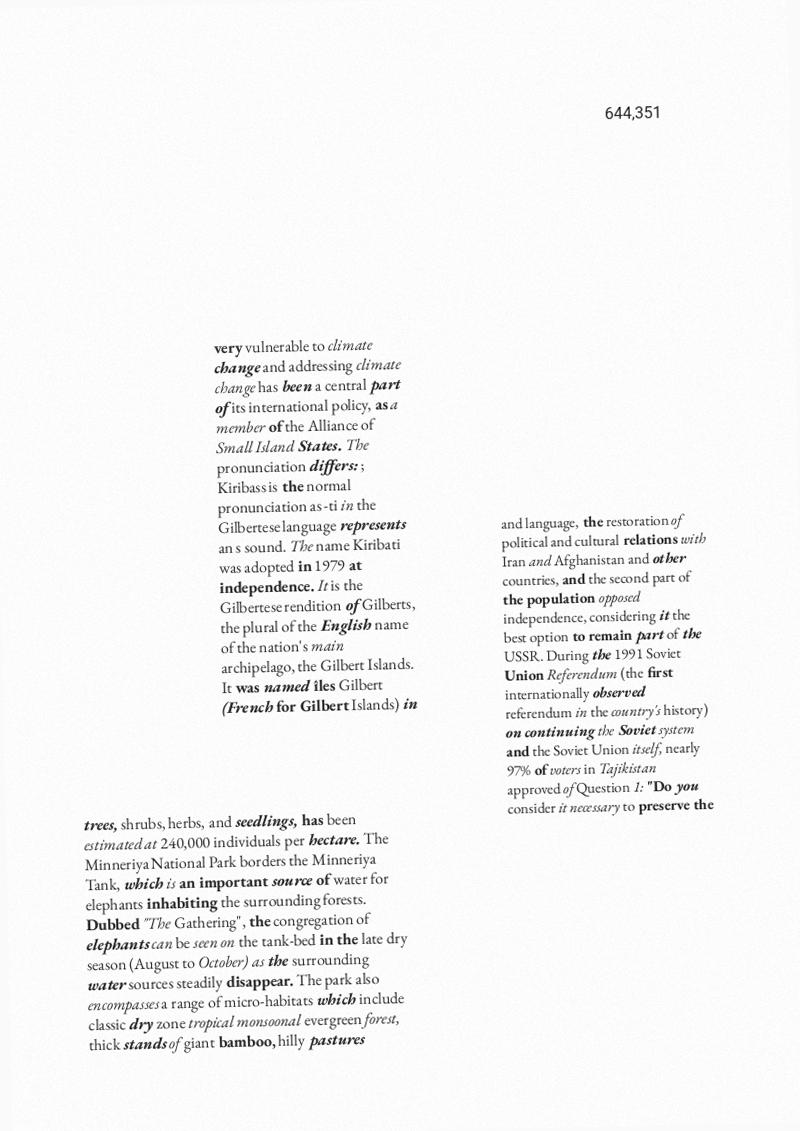 644,351
very vulnerable to climate
change and addressing climate
change has been a central part
of its international policy, as a
member of the Alliance of
Small Island States. The
pronunciation differs: ;
Kiribass is the normal
pronunciation as -ti in the
Gilbertese language represents
an s sound. The name Kiribati
was adopted in 1979 at
independence. It is the
Gilbertese rendition of Gilberts,
the plural of the English name
of the nation's main
archipelago, the Gilbert Islands.
It was named îles Gilbert
(French for Gilbert Islands) in
and language, the restoration of
political and cultural relations with
Iran and Afghanistan and other
countries, and the second part of
the population opposed
independence, considering it the
best option to remain part of the
USSR. During the 1991 Soviet
Union Referendum (the first
internationally observed
referendum in the country's history)
on continuing the Soviet system
and the Soviet Union itself, nearly
97% of voters in Tajikistan
approved of Question 1: "Do you
consider it necessary to preserve the
trees, shrubs, herbs, and seedlings, has been
estimated at 240,000 individuals per hectare. The
Minneriya National Park borders the Minneriya
Tank, which is an important source of water for
elephants inhabiting the surrounding forests.
Dubbed "The Gathering", the congregation of
elephants can be seen on the tank-bed in the late dry
season (August to October) as the surrounding
water sources steadily disappear. The park also
encompasses a range of micro-habitats which include
classic dry zone tropical monsoonal evergreen forest,
thick stands of giant bamboo, hilly pastures